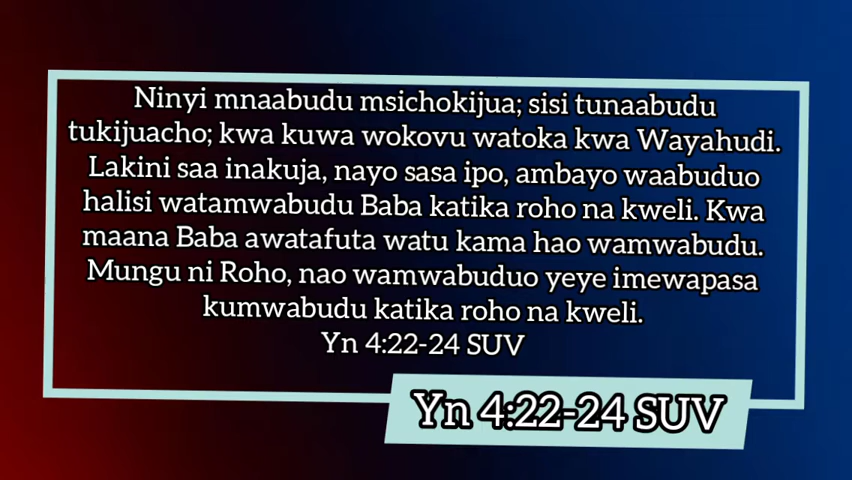 Ninyi mnaabudu msichokijua; sisi tunaabudu
tukijuacho; kwa kuwa wokovu watoka kwa Wayahudi.
Lakini saa inakuja, nayo sasa ipo, ambayo waabuduo
halisi watamwabudu Baba katika roho na kweli. Kwa
maana Baba awatafuta watu kama hao wamwabudu.
Mungu ni Roho, nao wamwabuduo yeye imewapasa
kumwabudu katika roho na kweli.
Yn 4:22-24 SUV
Yn 4:22-24 SUV